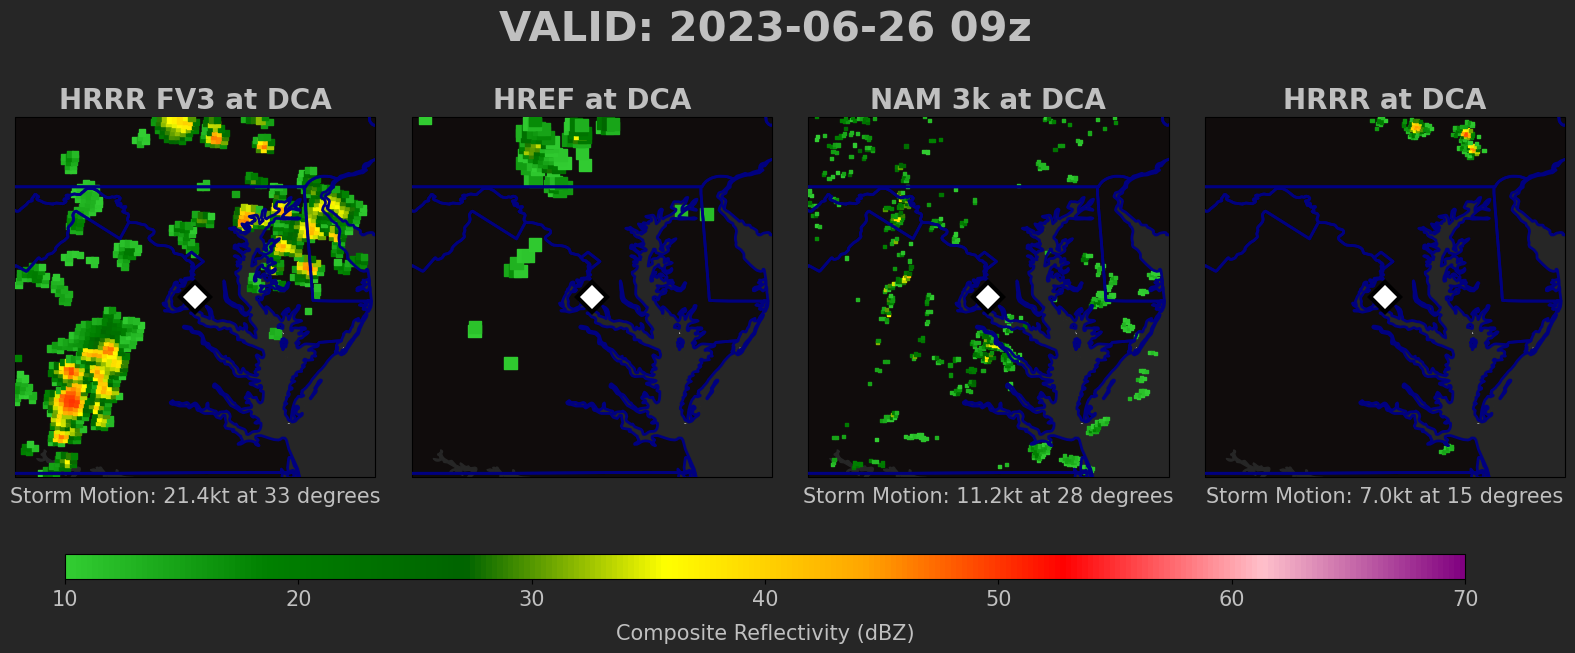 VALID: 2023-06-26 09z
HRRR FV3 at DCA
HREF at DCA
NAM 3k at DCA
HRRR at DCA
Storm Motion: 21.4kt at 33 degrees
Storm Motion: 11.2kt at 28 degrees
Storm Motion: 7.0kt at 15 degrees
10 20 30 40 50 60 70
Composite Reflectivity (dBZ)